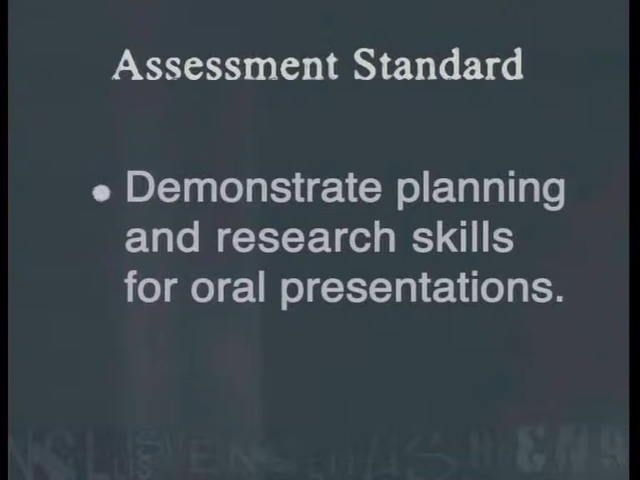 Assessment Standard
• Demonstrate planning
and research skills
for oral presentations.